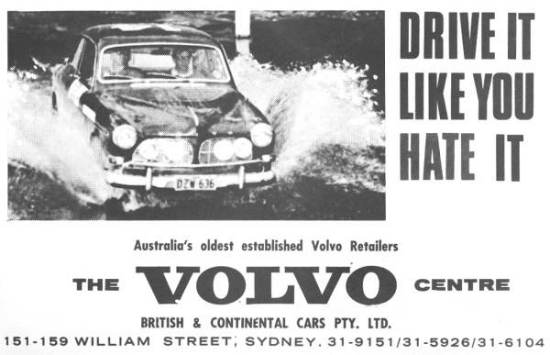 DRIVE IT
LIKE YOU
HATE IT
DZW 636
Australia's oldest established Volvo Retailers
THE VOLVO CENTRE
BRITISH & CONTINENTAL CARS PTY. LTD.
151-159 WILLIAM STREET, SYDNEY. 31-9151/31-5926/31-6104